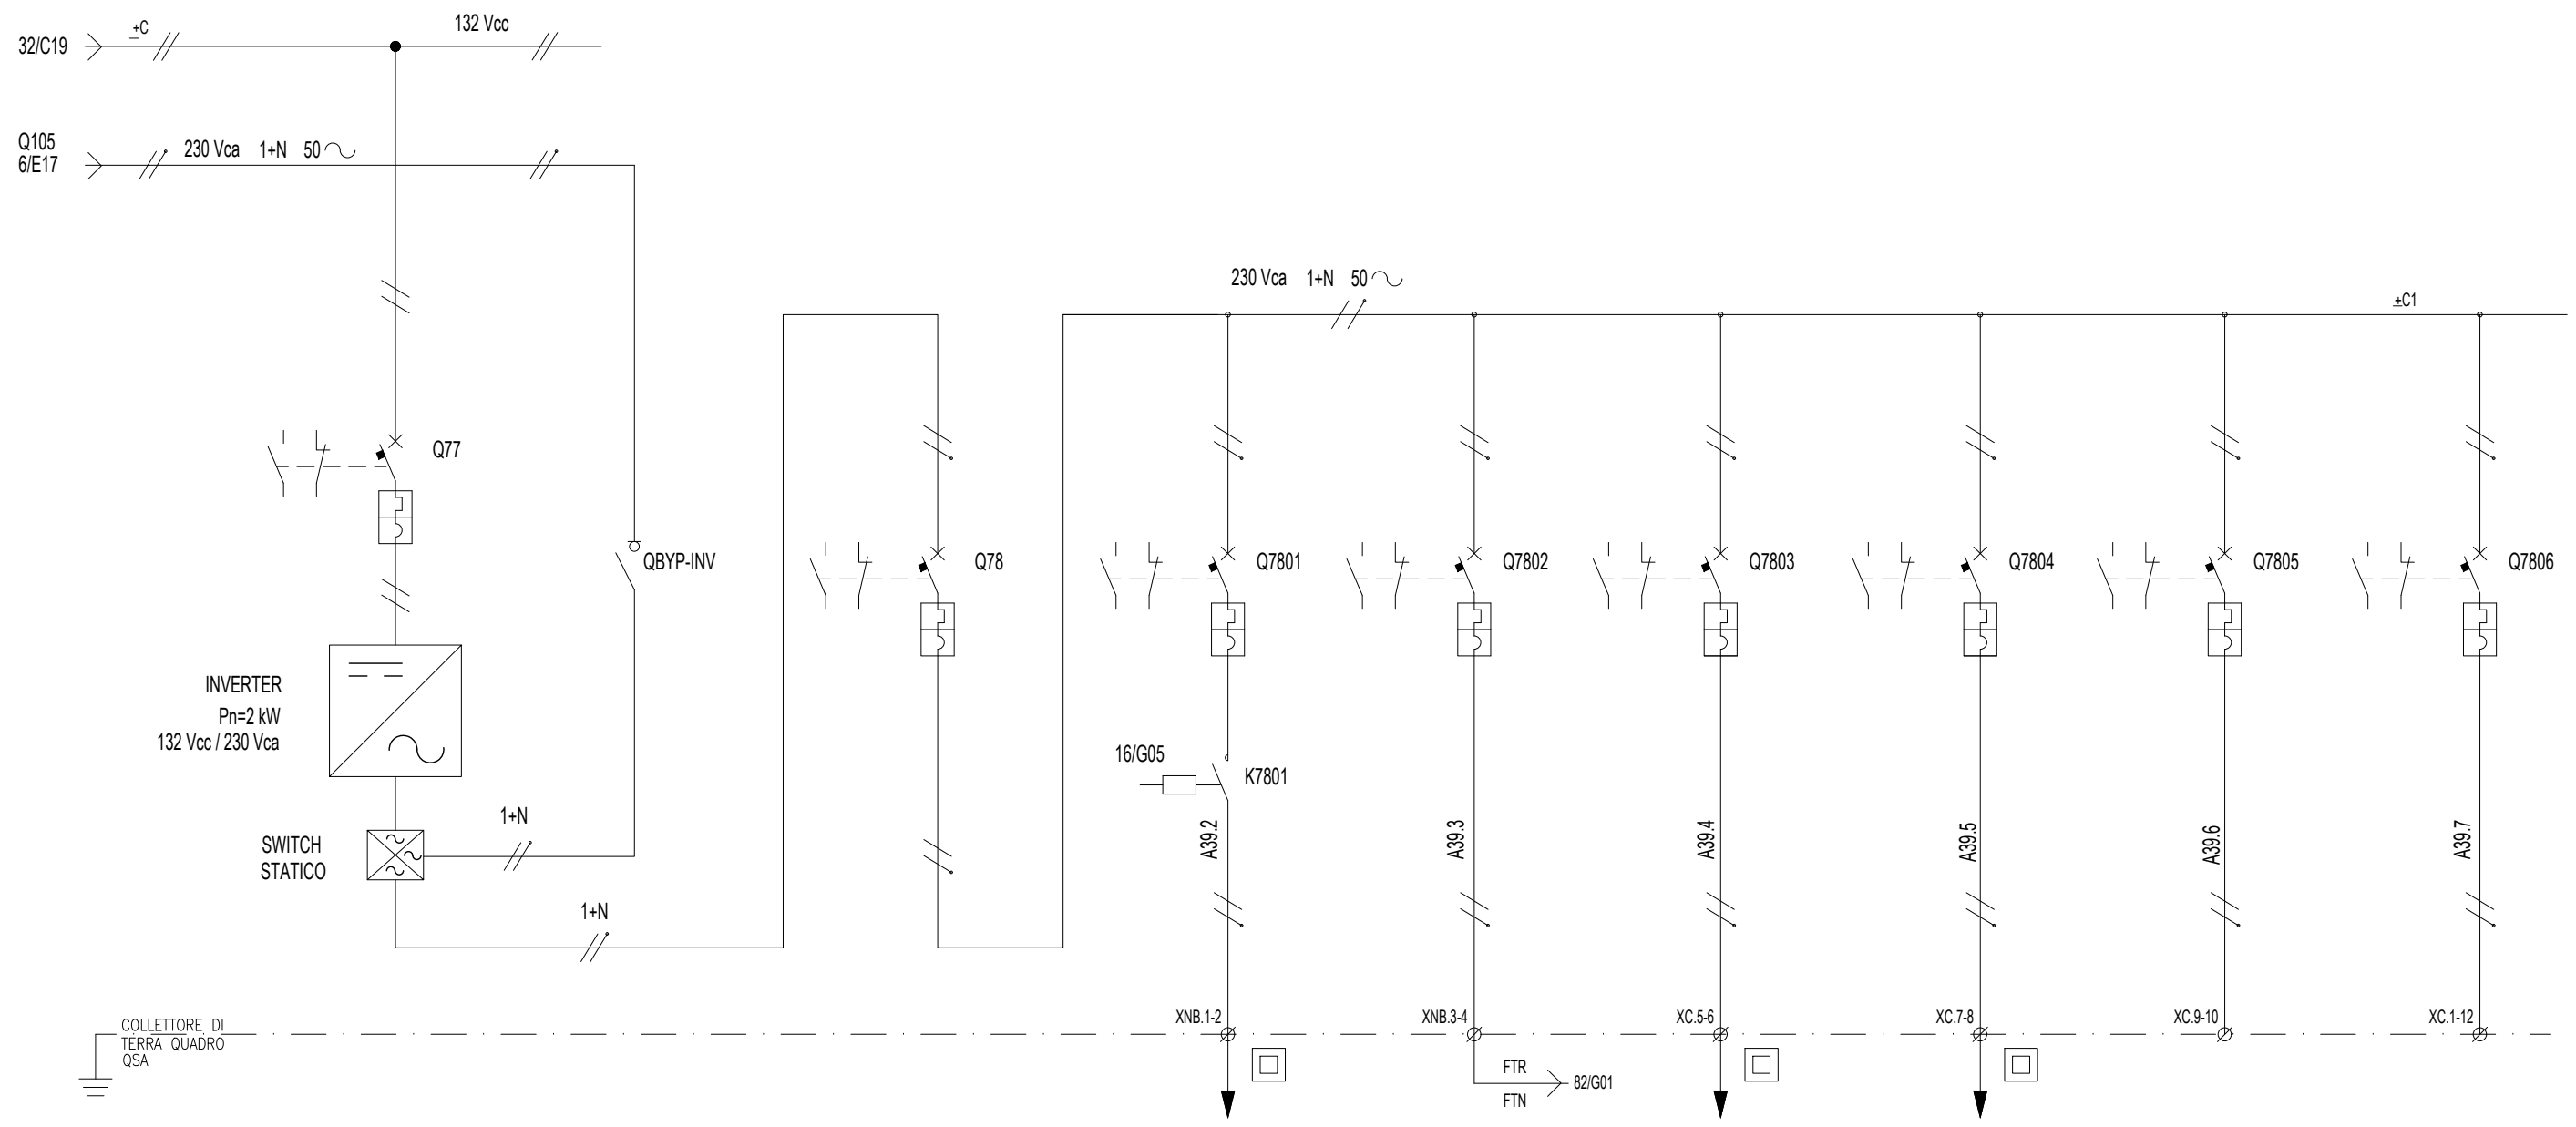 32/C19
±C
132 Vcc
Q105
6/E17
230 Vca 1+N 50
230 Vca 1+N 50
±C1
Q77
QBYP-INV
Q78
Q7801
Q7802
Q7803
Q7804
Q7805
Q7806
INVERTER
Pn=2 kW
132 Vcc / 230 Vca
16/G05
K7801
SWITCH
STATICO
1+N
1+N
A39.2
A39.3
A39.4
A39.5
A39.6
A39.7
COLLETTORE DI
TERRA QUADRO
QSA
XNB.1-2
XNB.3-4
XC.5-6
XC.7-8
XC.9-10
XC.1-12
FTR
FTN
82/G01